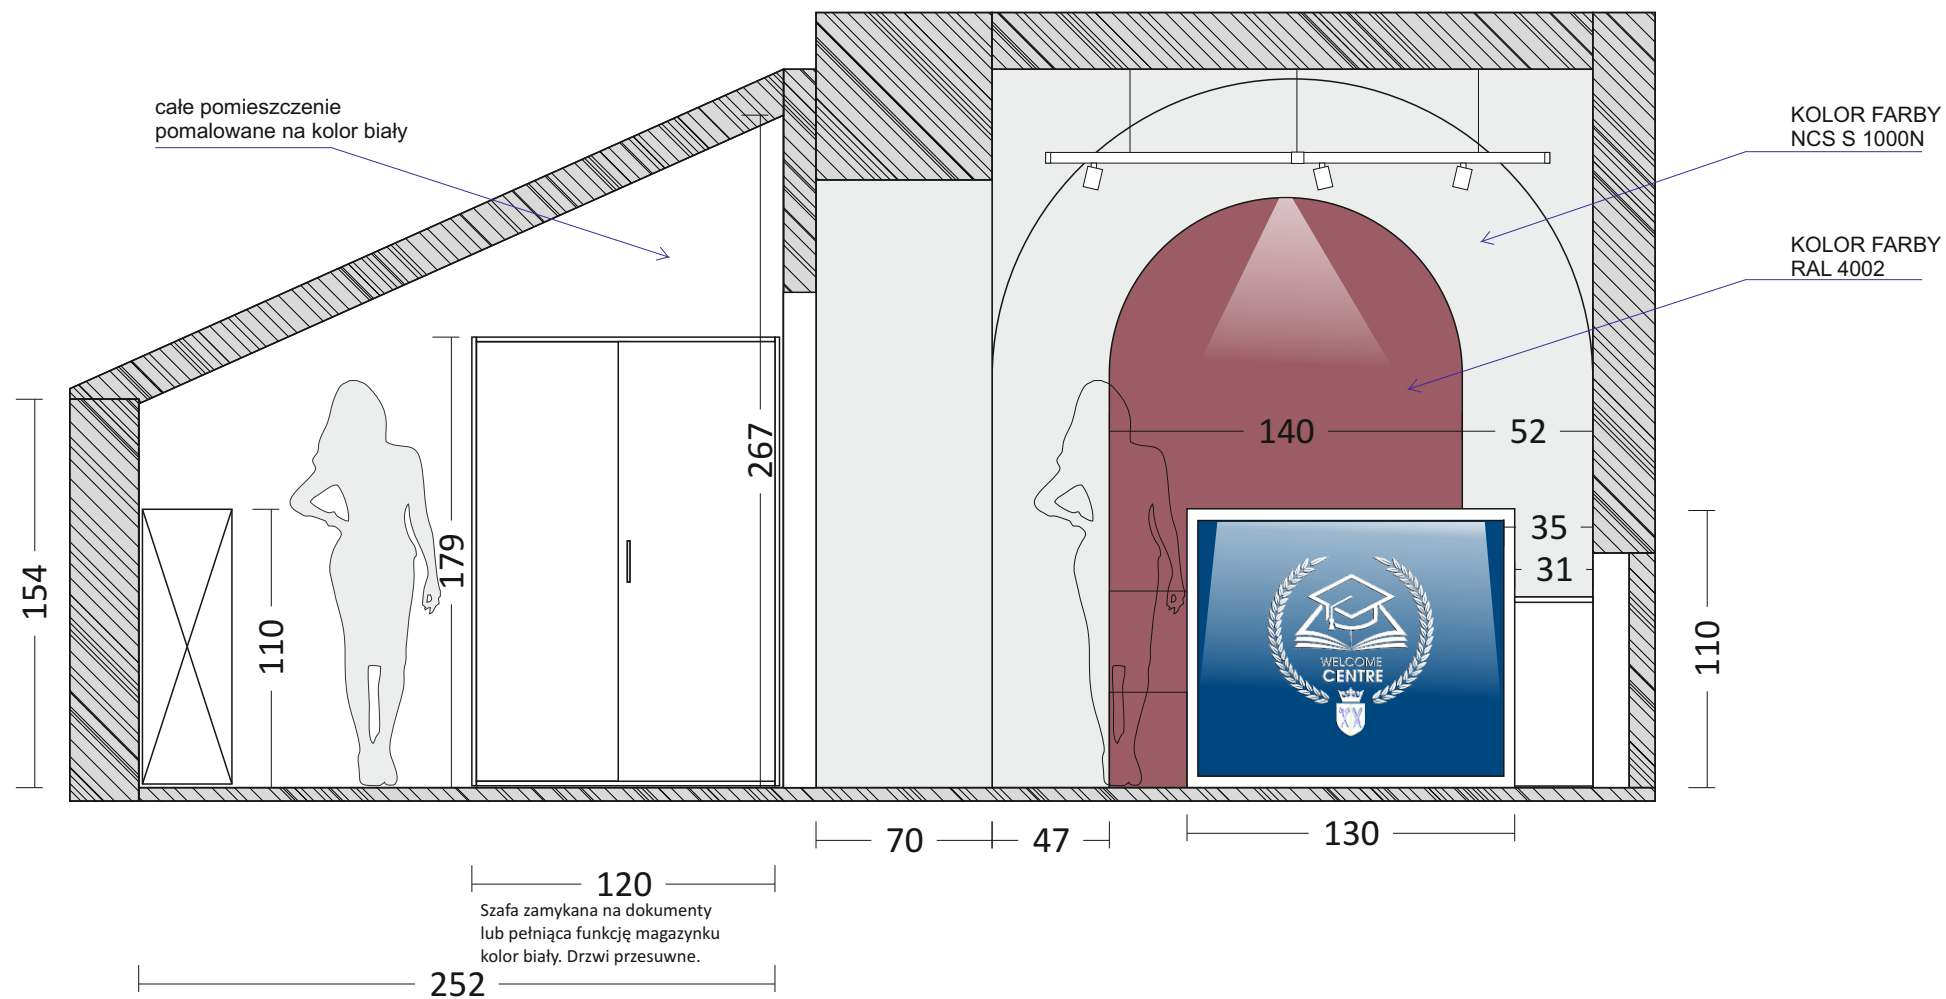 całe pomieszczenie
pomalowane na kolor biały
KOLOR FARBY
NCS S 1000N
KOLOR FARBY
RAL 4002
267
140
52
179
35
31
154
110
110
WELCOME
CENTRE
XX
70
47
130
120
Szafa zamykana na dokumenty
lub pełniąca funkcję magazynku
kolor biały. Drzwi przesuwne.
252